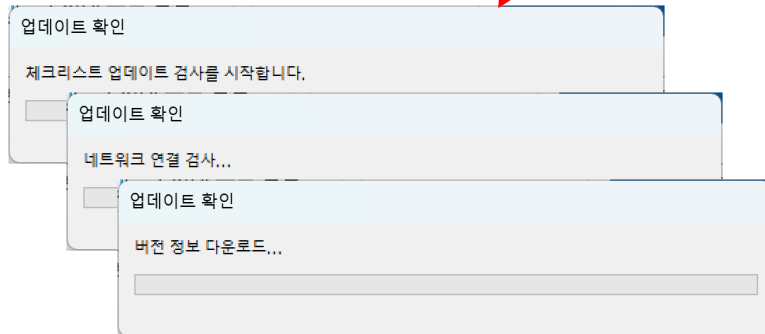 업데이트 확인
체크리스트 업데이트 검사를 시작합니다.
업데이트 확인
네트워크 연결 검사...
업데이트 확인
버전 정보 다운로드...